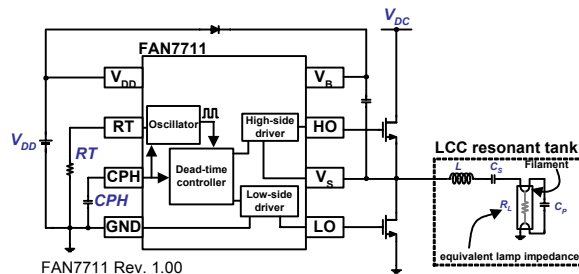 V_DC
FAN7711
V_DD
V_B
RT
Oscillator
High-side
driver
HO
V_DD
RT
LCC resonant tank
Filament
L
C_S
CPH
Dead-time
controller
V_S
CPH
Low-side
driver
R_L
C_P
GND
LO
equivalent lamp impedance
FAN7711 Rev. 1.00